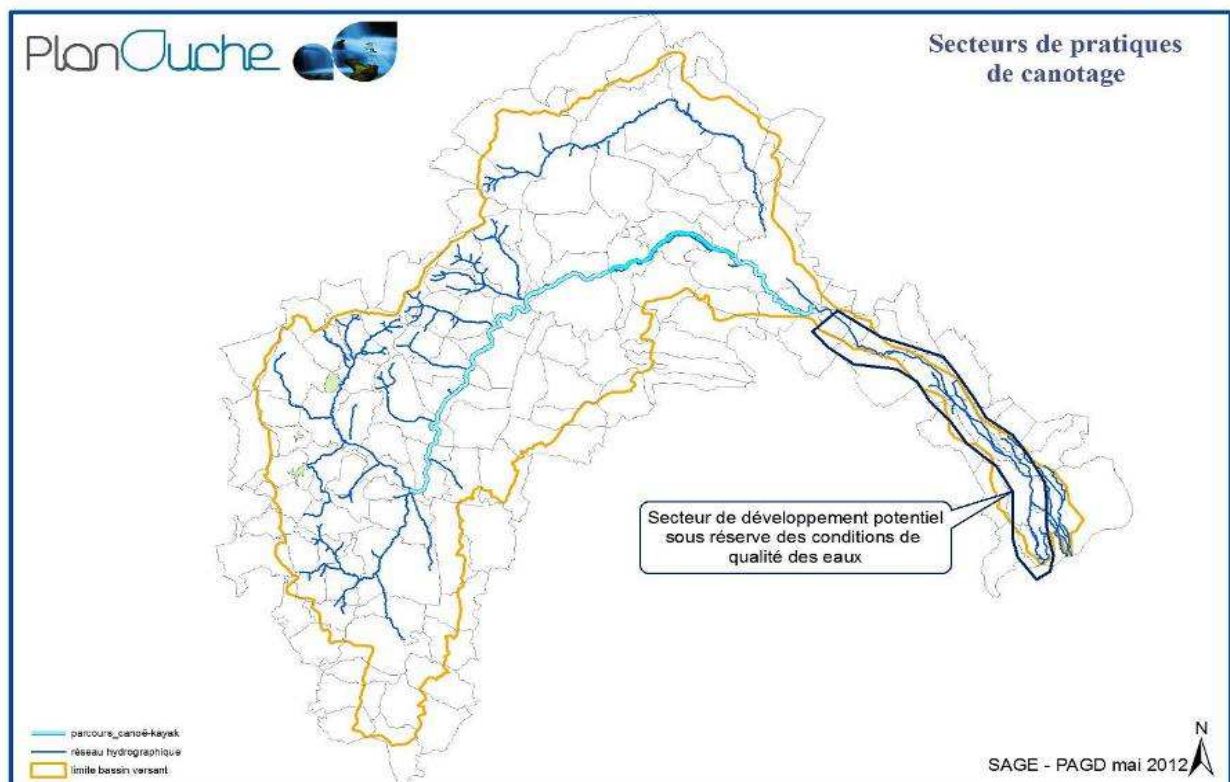 PlanOuche
Secteurs de pratiques
de canotage
Secteur de développement potentiel
sous réserve des conditions de
qualité des eaux
parcours_canoë-kayak
réseau hydrographique
limite bassin versant
N
SAGE - PAGD mai 2012